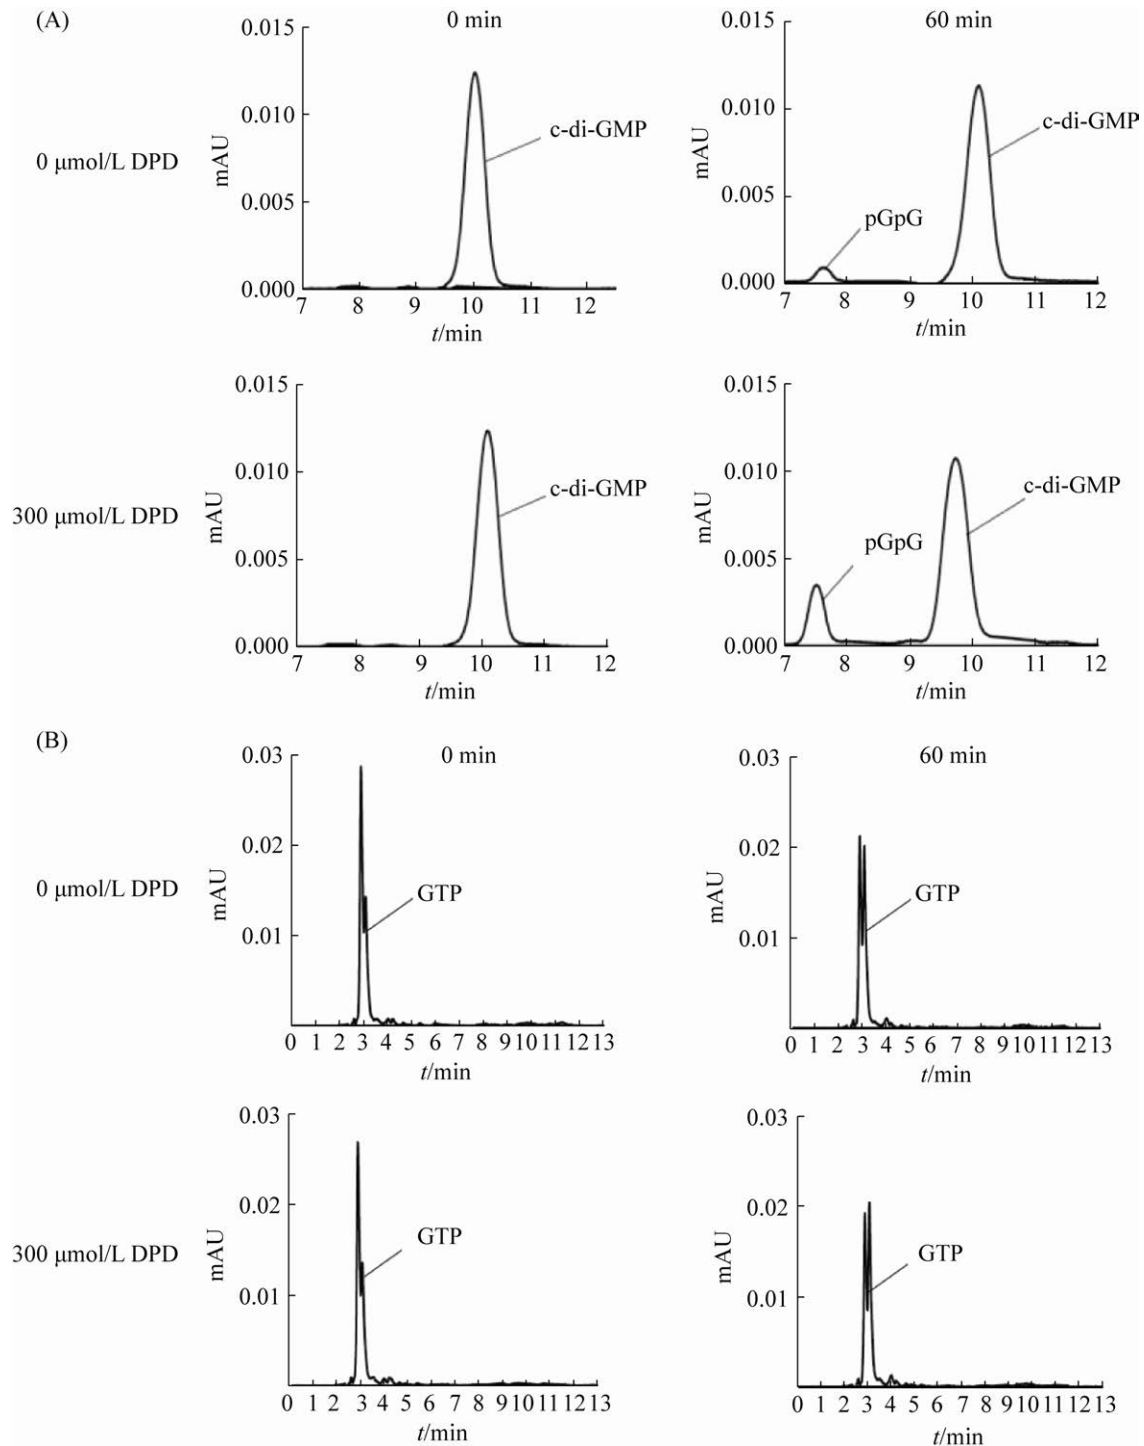 (A)
0 min
60 min
0 μmol/L DPD
mAU
0.015
0.010
0.005
0.000
c-di-GMP
7 8 9 10 11 12
t/min
mAU
0.015
0.010
0.005
0.000
pGpG
c-di-GMP
7 8 9 10 11 12
t/min
300 μmol/L DPD
mAU
0.015
0.010
0.005
0.000
c-di-GMP
7 8 9 10 11 12
t/min
mAU
0.015
0.010
0.005
0.000
pGpG
c-di-GMP
7 8 9 10 11 12
t/min
(B)
0 min
60 min
0 μmol/L DPD
mAU
0.03
0.02
0.01
GTP
0 1 2 3 4 5 6 7 8 9 10 11 12 13
t/min
mAU
0.03
0.02
0.01
GTP
0 1 2 3 4 5 6 7 8 9 10 11 12 13
t/min
300 μmol/L DPD
mAU
0.03
0.02
0.01
GTP
0 1 2 3 4 5 6 7 8 9 10 11 12 13
t/min
mAU
0.03
0.02
0.01
GTP
0 1 2 3 4 5 6 7 8 9 10 11 12 13
t/min